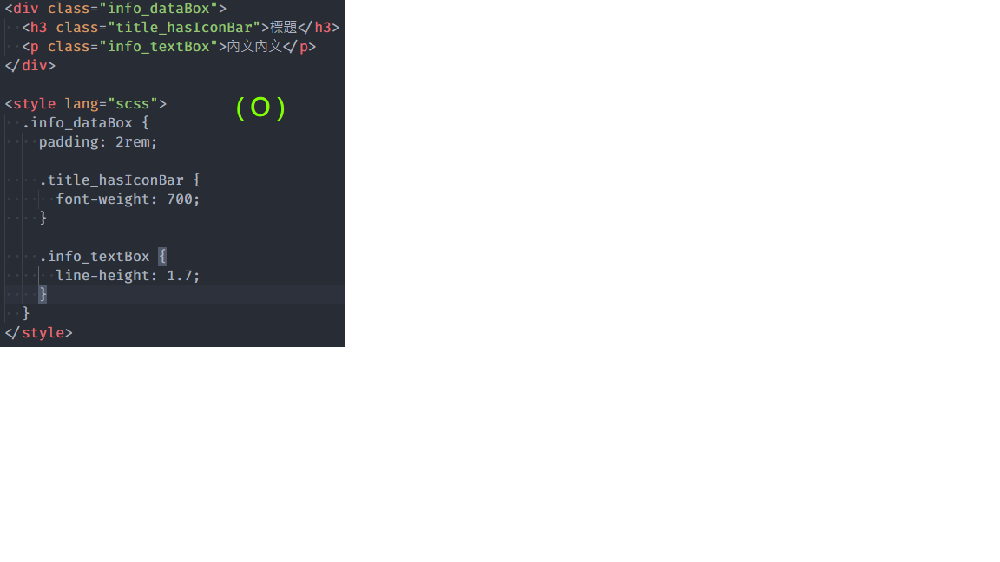 <div class="info_dataBox">
<h3 class="title_hasIconBar">標題</h3>
<p class="info_textBox">內文內文</p>
</div>
<style lang="scss">
(O)
.info_dataBox {
padding: 2rem;
.title_hasIconBar {
font-weight: 700;
}
.info_textBox {
line-height: 1.7;
}
}
</style>